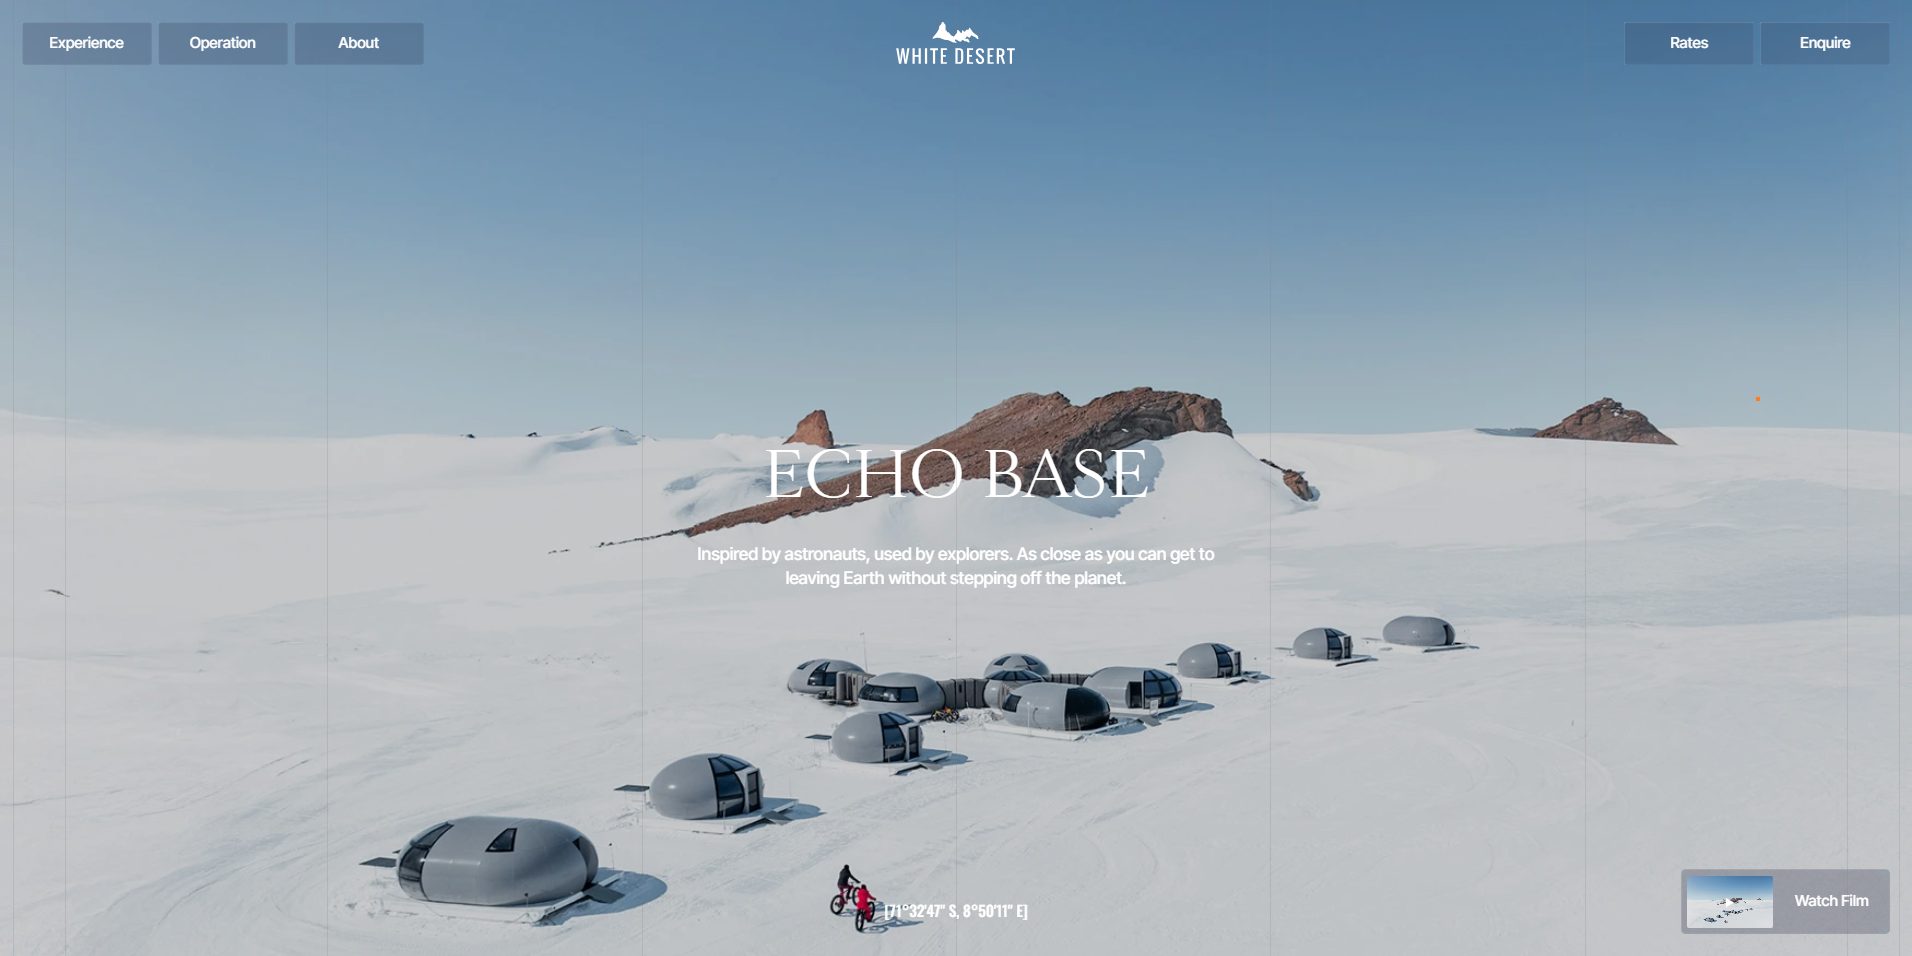 Experience
Operation
About
WHITE DESERT
Rates
Enquire
ECHO BASE
Inspired by astronauts, used by explorers. As close as you can get to
leaving Earth without stepping off the planet.
[71°32'47" S, 8°50'11" E]
Watch Film